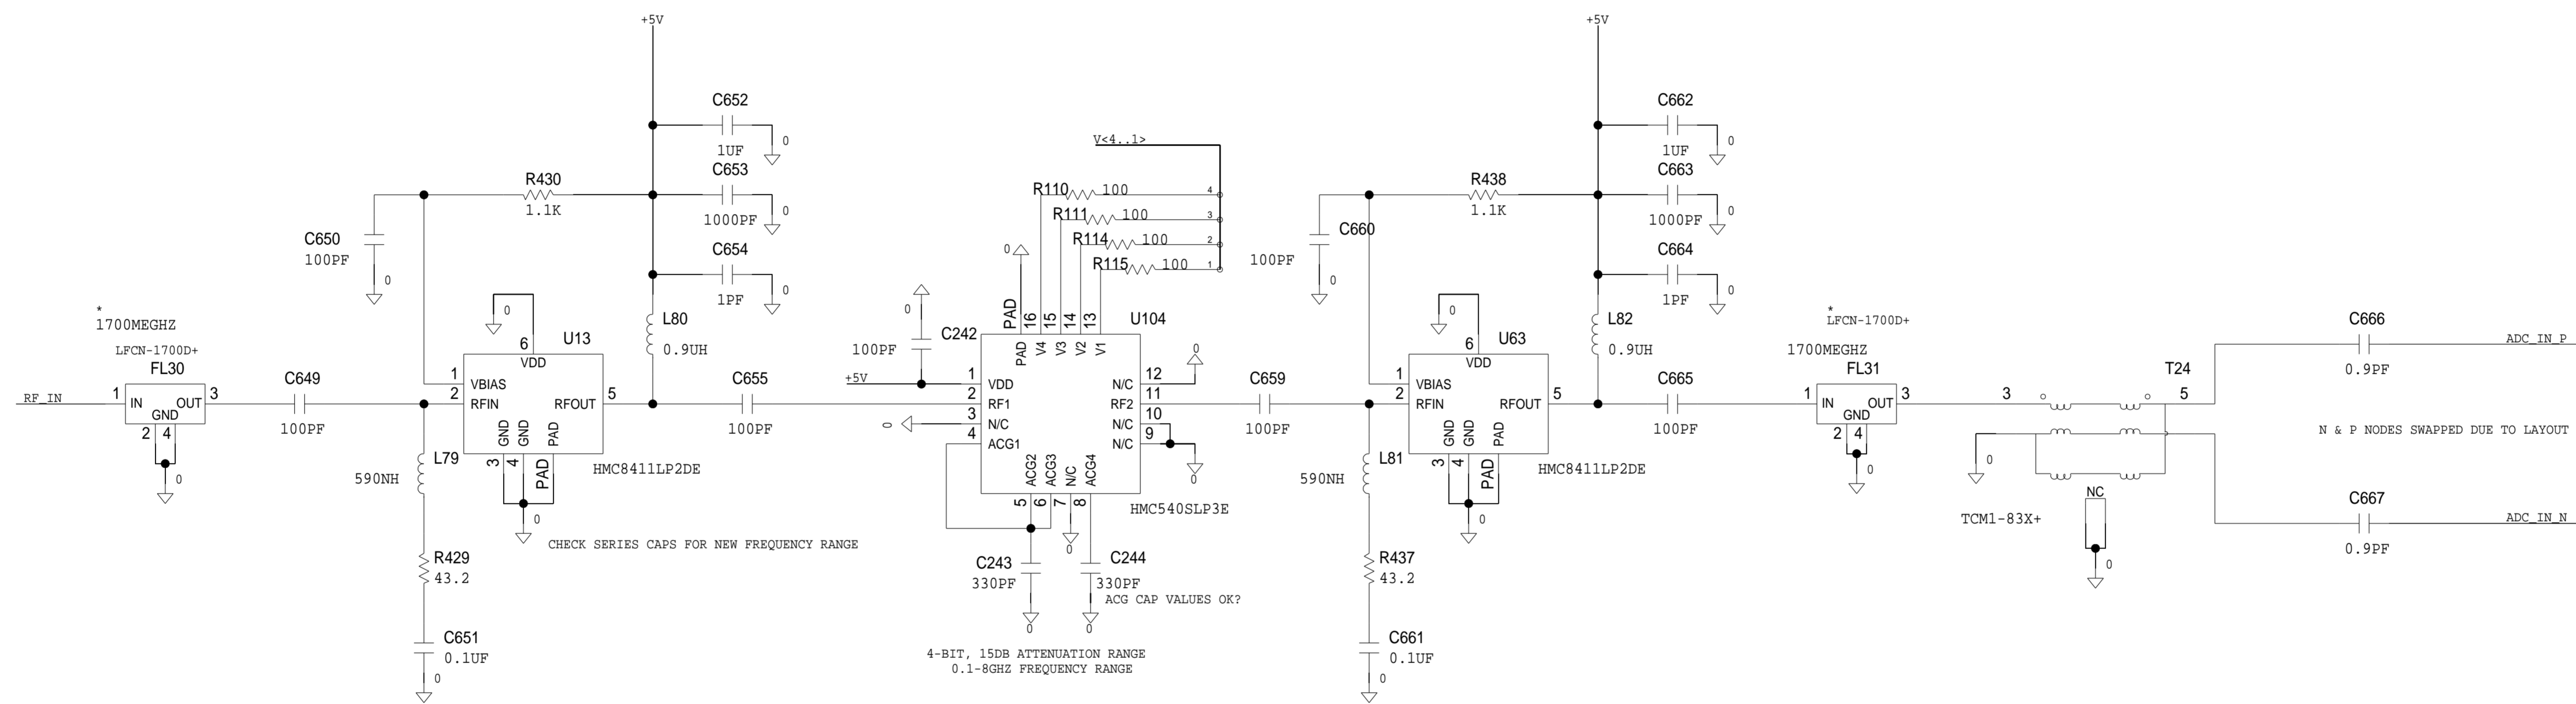 +5V
C652
1UF
0
C653
1000PF
0
C654
1PF
0
R430
1.1K
C650
100PF
0
*
1700MEGHZ
LFCN-1700D+
FL30
RF_IN
1
IN
OUT
3
GND
2
4
0
C649
100PF
L79
590NH
R429
43.2
C651
0.1UF
0
0
6
VDD
U13
1
VBIAS
2
RFIN
RFOUT
5
GND
GND
PAD
3
4
PAD
0
HMC8411LP2DE
CHECK SERIES CAPS FOR NEW FREQUENCY RANGE
L80
0.9UH
C655
100PF
V<4..1>
R110
100
4
R111
100
3
R114
100
2
R115
100
1
0
PAD
16
15
14
13
U104
PAD
V4
V3
V2
V1
0
C242
100PF
+5V
1
VDD
2
RF1
3
N/C
4
ACG1
0
N/C
12
RF2
11
N/C
10
N/C
9
0
0
ACG2
ACG3
N/C
ACG4
5
6
7
8
HMC540SLP3E
C243
330PF
0
0
C244
330PF
0
ACG CAP VALUES OK?
4-BIT, 15DB ATTENUATION RANGE
0.1-8GHZ FREQUENCY RANGE
C659
100PF
+5V
C662
1UF
0
C663
1000PF
0
C664
1PF
0
R438
1.1K
C660
100PF
0
L81
590NH
R437
43.2
C661
0.1UF
0
0
6
VDD
U63
1
VBIAS
2
RFIN
RFOUT
5
GND
GND
PAD
3
4
PAD
0
HMC8411LP2DE
L82
0.9UH
C665
100PF
*
LFCN-1700D+
1700MEGHZ
FL31
1
IN
OUT
3
GND
2
4
0
3
T24
5
0
NC
TCM1-83X+
0
C666
0.9PF
ADC_IN_P
N & P NODES SWAPPED DUE TO LAYOUT
C667
0.9PF
ADC_IN_N